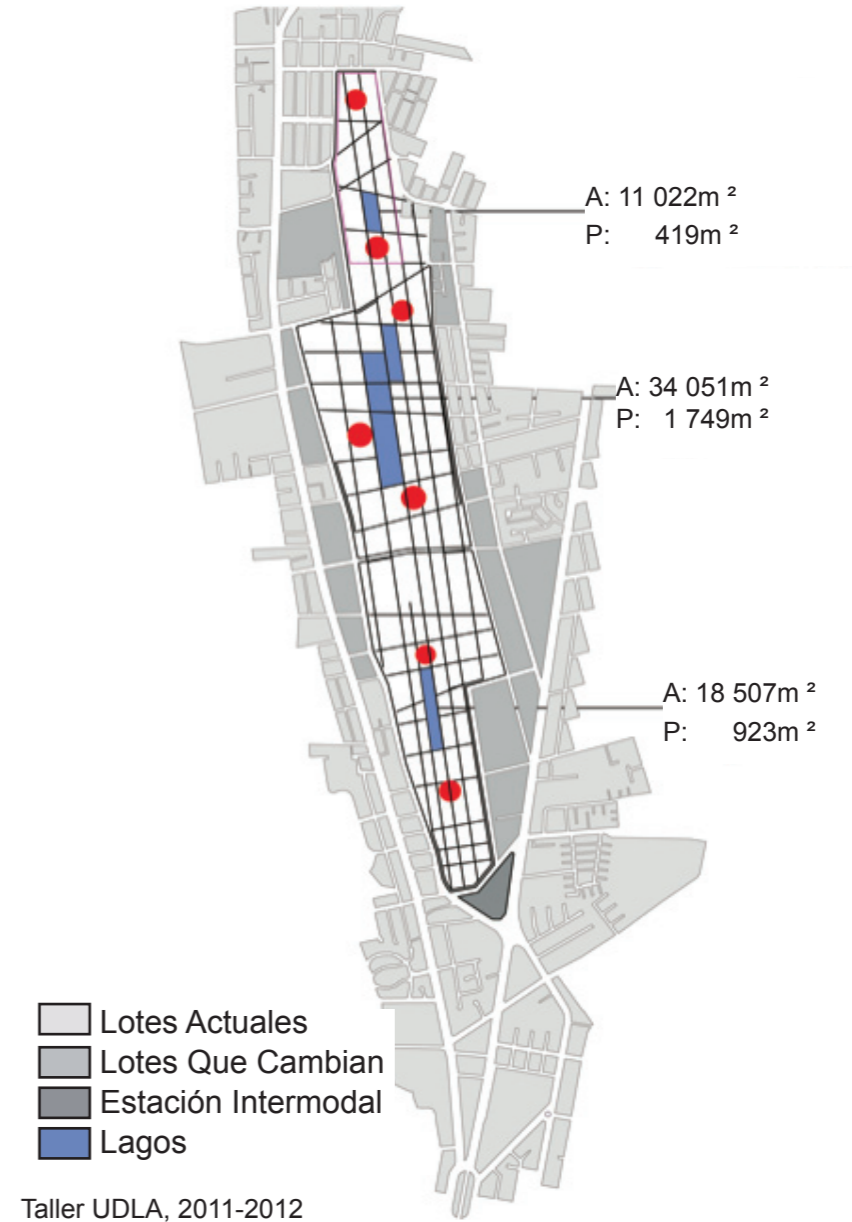 A: 11 022m ²
P: 419m ²
A: 34 051m ²
P: 1 749m ²
A: 18 507m ²
P: 923m ²
Lotes Actuales
Lotes Que Cambian
Estación Intermodal
Lagos
Taller UDLA, 2011-2012